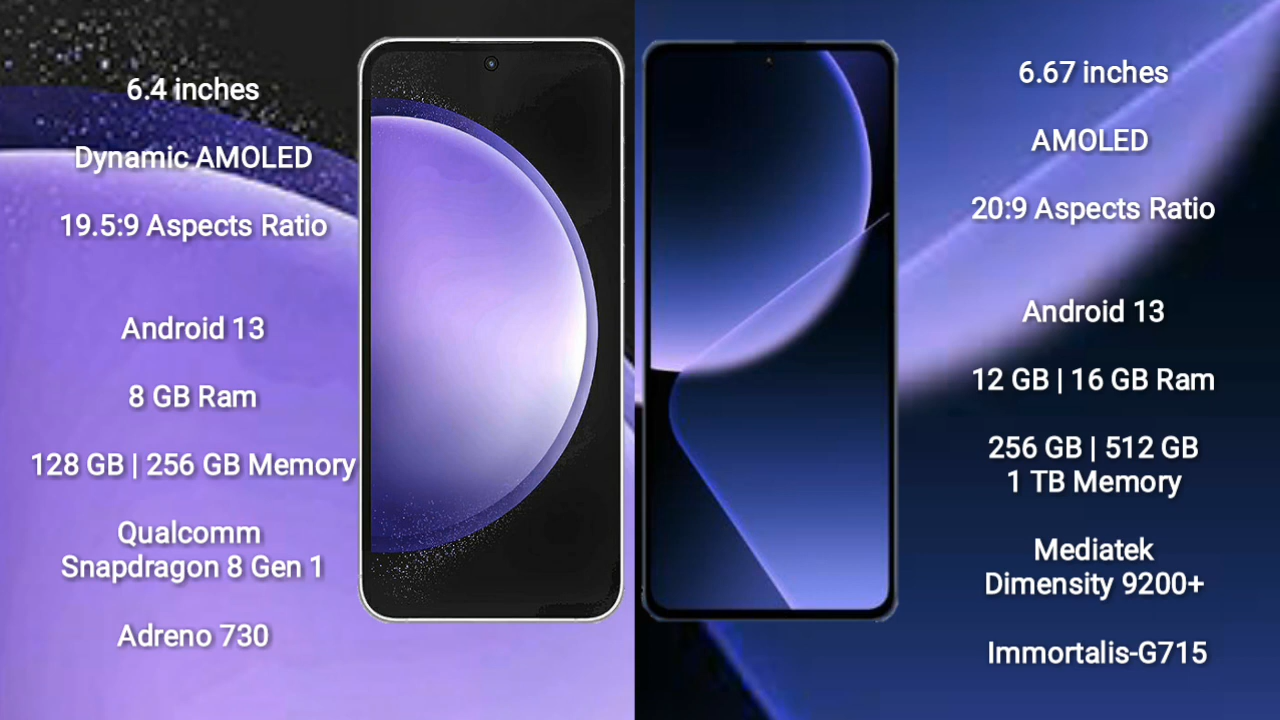 6.4 inches
Dynamic AMOLED
19.5:9 Aspects Ratio
Android 13
8 GB Ram
128 GB | 256 GB Memory
Qualcomm
Snapdragon 8 Gen 1
Adreno 730
6.67 inches
AMOLED
20:9 Aspects Ratio
Android 13
12 GB | 16 GB Ram
256 GB | 512 GB
1 TB Memory
Mediatek
Dimensity 9200+
Immortalis-G715